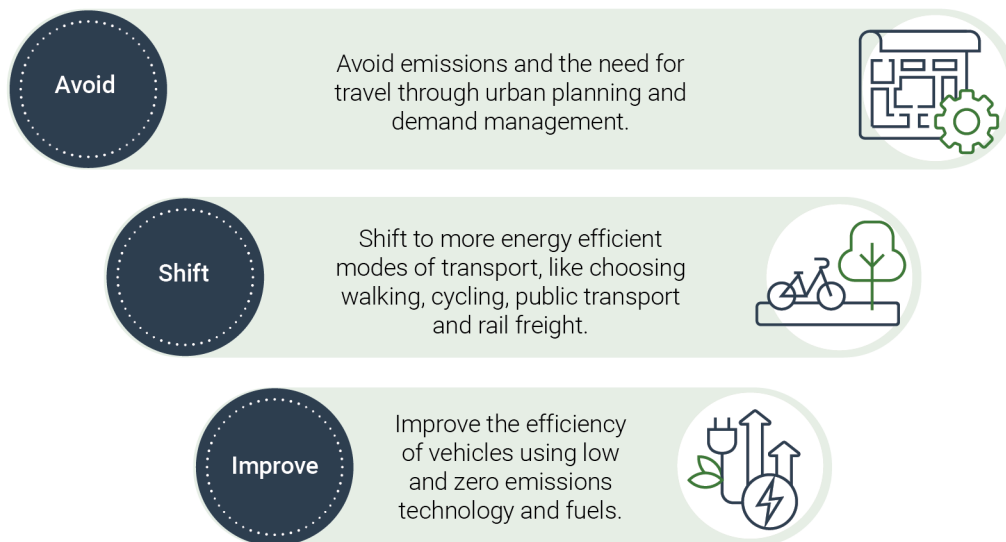 Avoid
Avoid emissions and the need for
travel through urban planning and
demand management.
Shift
Shift to more energy efficient
modes of transport, like choosing
walking, cycling, public transport
and rail freight.
Improve
Improve the efficiency
of vehicles using low
and zero emissions
technology and fuels.